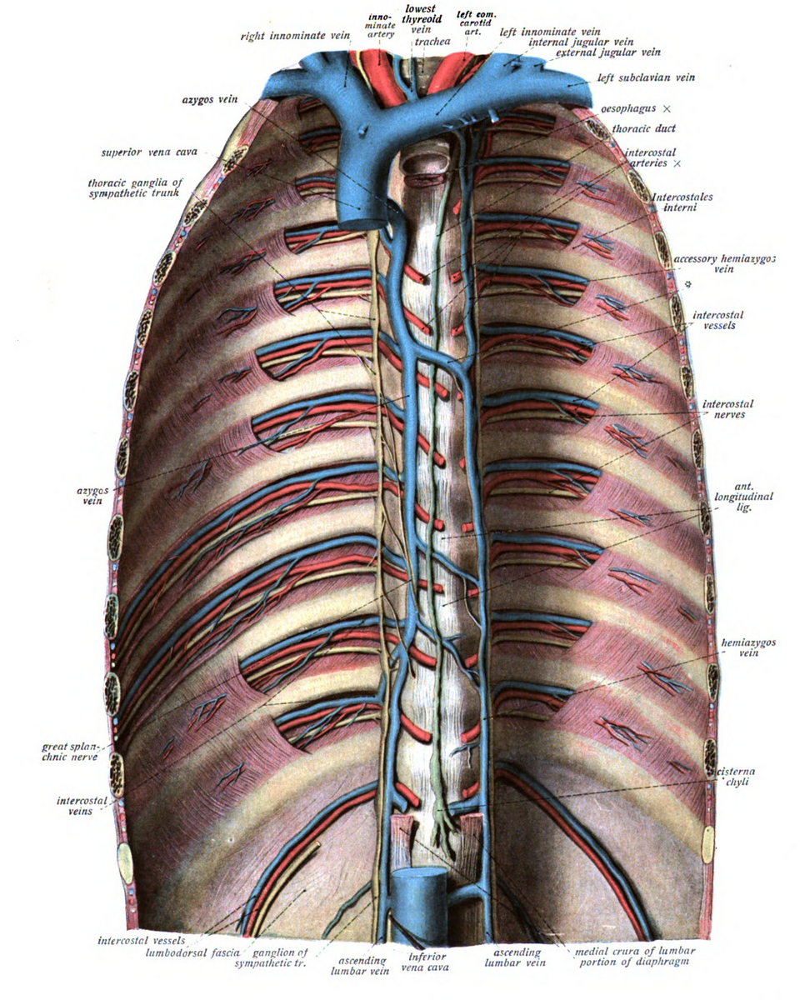 right innominate vein
inno-
minate
artery
lowest
thyreoid
vein
trachea
left com.
carotid
art.
left innominate vein
internal jugular vein
external jugular vein
left subclavian vein
azygos vein
oesophagus ×
thoracic duct
superior vena cava
intercostal
arteries ×
thoracic ganglia of
sympathetic trunk
Intercostales
interni
accessory hemiazygos
vein
*
intercostal
vessels
intercostal
nerves
azygos
vein
ant.
longitudinal
lig.
hemiazygos
vein
great splan-
chnic nerve
cisterna
chyli
intercostal
veins
intercostal vessels
lumbodorsal fascia
ganglion of
sympathetic tr.
ascending
lumbar vein
Inferior
vena cava
ascending
lumbar vein
medial crura of lumbar
portion of diaphragm